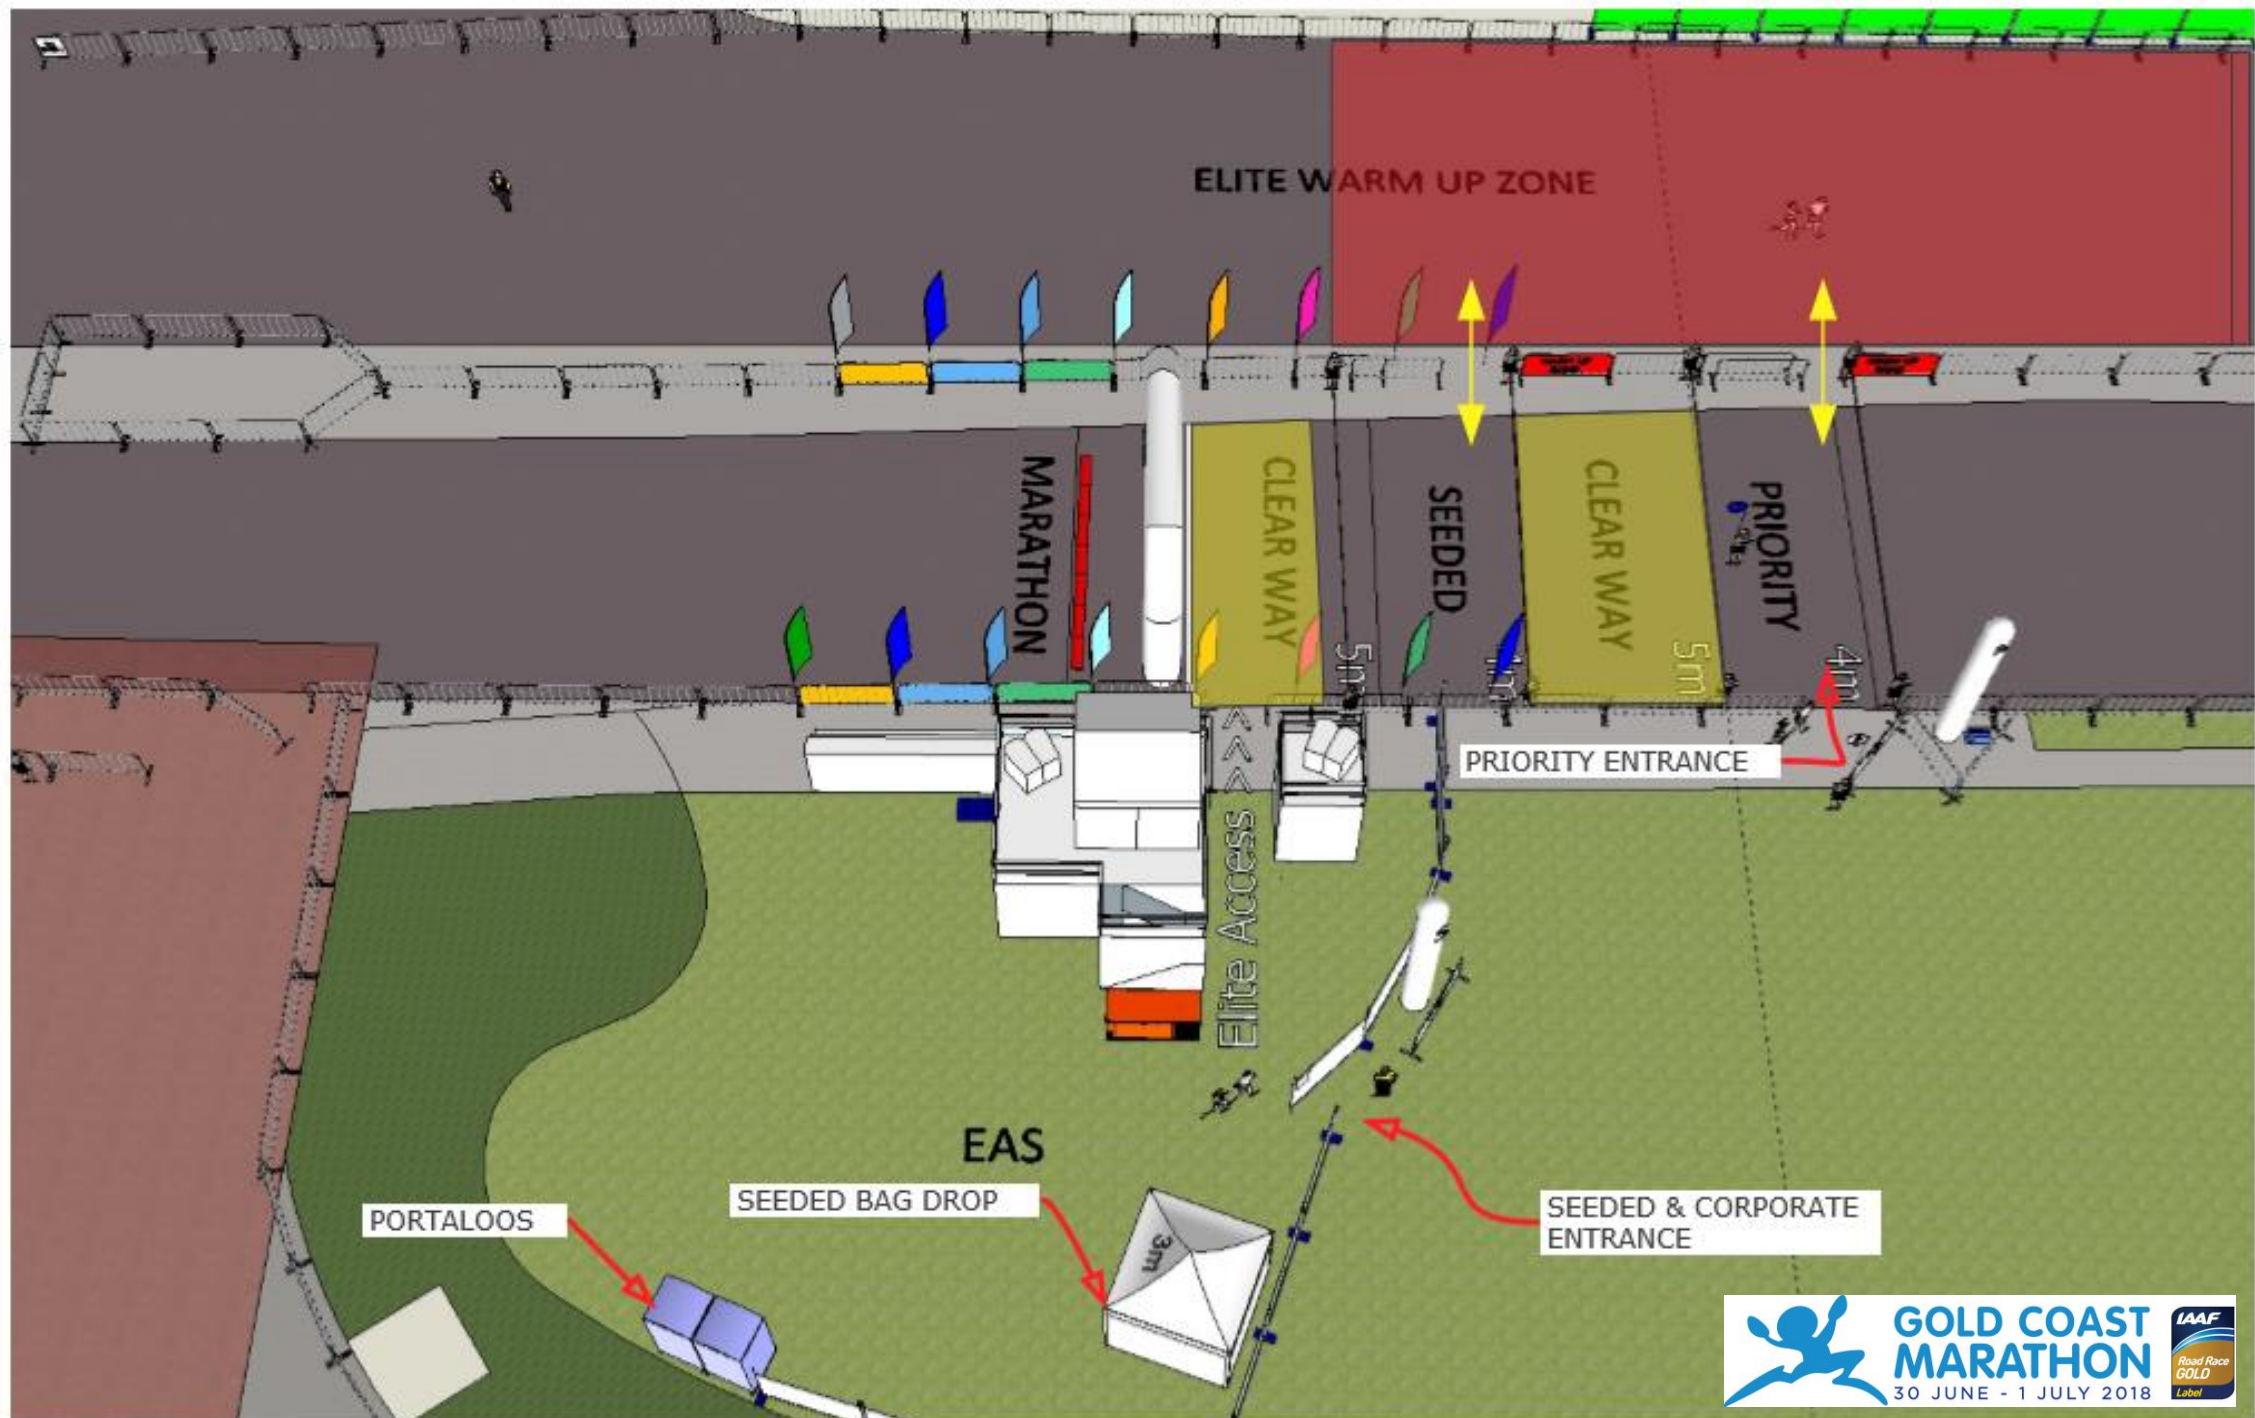 ELITE WARM UP ZONE
MARATHON
CLEAR WAY
SEEDED
CLEAR WAY
PRIORITY
5m
4m
5m
4m
PRIORITY ENTRANCE
Elite Access >>>>
EAS
PORTALOOS
SEEDED BAG DROP
3m
SEEDED & CORPORATE
ENTRANCE
GOLD COAST
MARATHON
30 JUNE - 1 JULY 2018
IAAF
Road Race
GOLD
Label